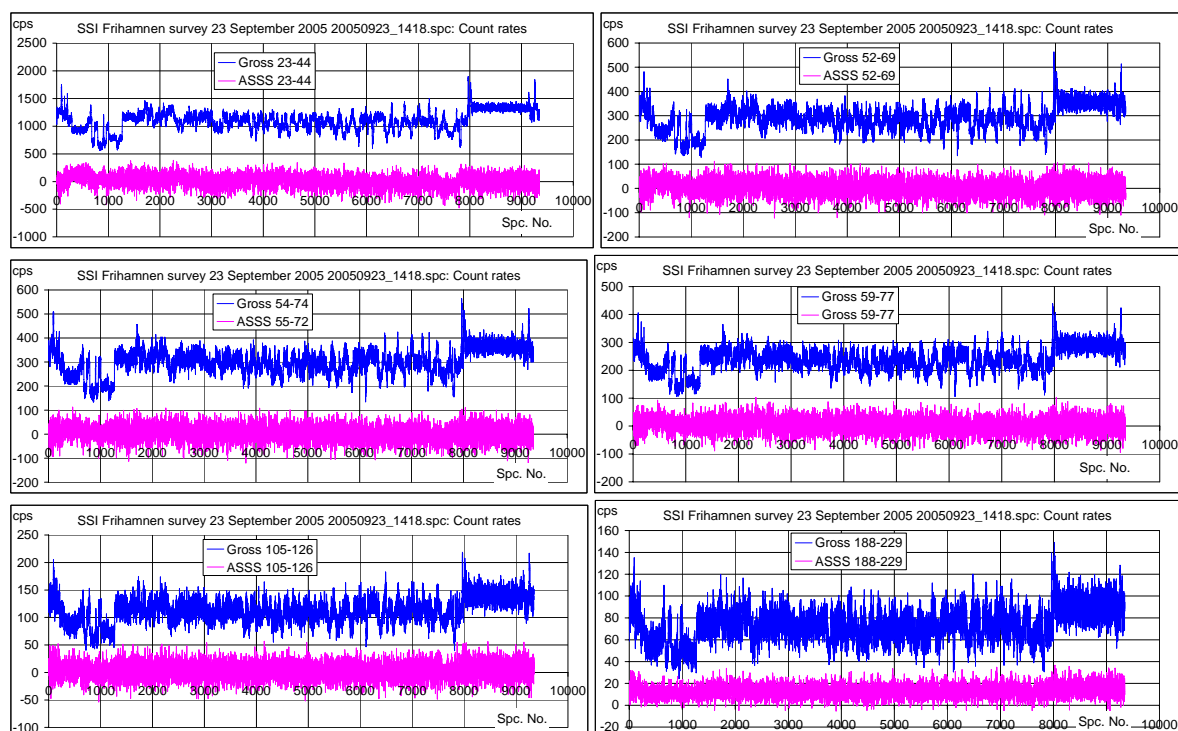 cps
SSI Frihamnen survey 23 September 2005 20050923_1418.spc: Count rates
2500
2000
1500
1000
500
0
-500
-1000
Gross 23-44
ASSS 23-44
0 1000 2000 3000 4000 5000 6000 7000 8000 9000 10000
Spc. No.
cps
SSI Frihamnen survey 23 September 2005 20050923_1418.spc: Count rates
600
500
400
300
200
100
0
-100
-200
Gross 52-69
ASSS 52-69
0 1000 2000 3000 4000 5000 6000 7000 8000 9000 10000
Spc. No.
cps
SSI Frihamnen survey 23 September 2005 20050923_1418.spc: Count rates
600
500
400
300
200
100
0
-100
-200
Gross 54-74
ASSS 55-72
0 1000 2000 3000 4000 5000 6000 7000 8000 9000 10000
Spc. No.
cps
SSI Frihamnen survey 23 September 2005 20050923_1418.spc: Count rates
500
400
300
200
100
0
-100
-200
Gross 59-77
Gross 59-77
0 1000 2000 3000 4000 5000 6000 7000 8000 9000 10000
Spc. No.
cps
SSI Frihamnen survey 23 September 2005 20050923_1418.spc: Count rates
250
200
150
100
50
0
-50
-100
Gross 105-126
ASSS 105-126
0 1000 2000 3000 4000 5000 6000 7000 8000 9000 10000
Spc. No.
cps
SSI Frihamnen survey 23 September 2005 20050923_1418.spc: Count rates
160
140
120
100
80
60
40
20
0
-20
Gross 188-229
ASSS 188-229
0 1000 2000 3000 4000 5000 6000 7000 8000 9000 10000
Spc. No.